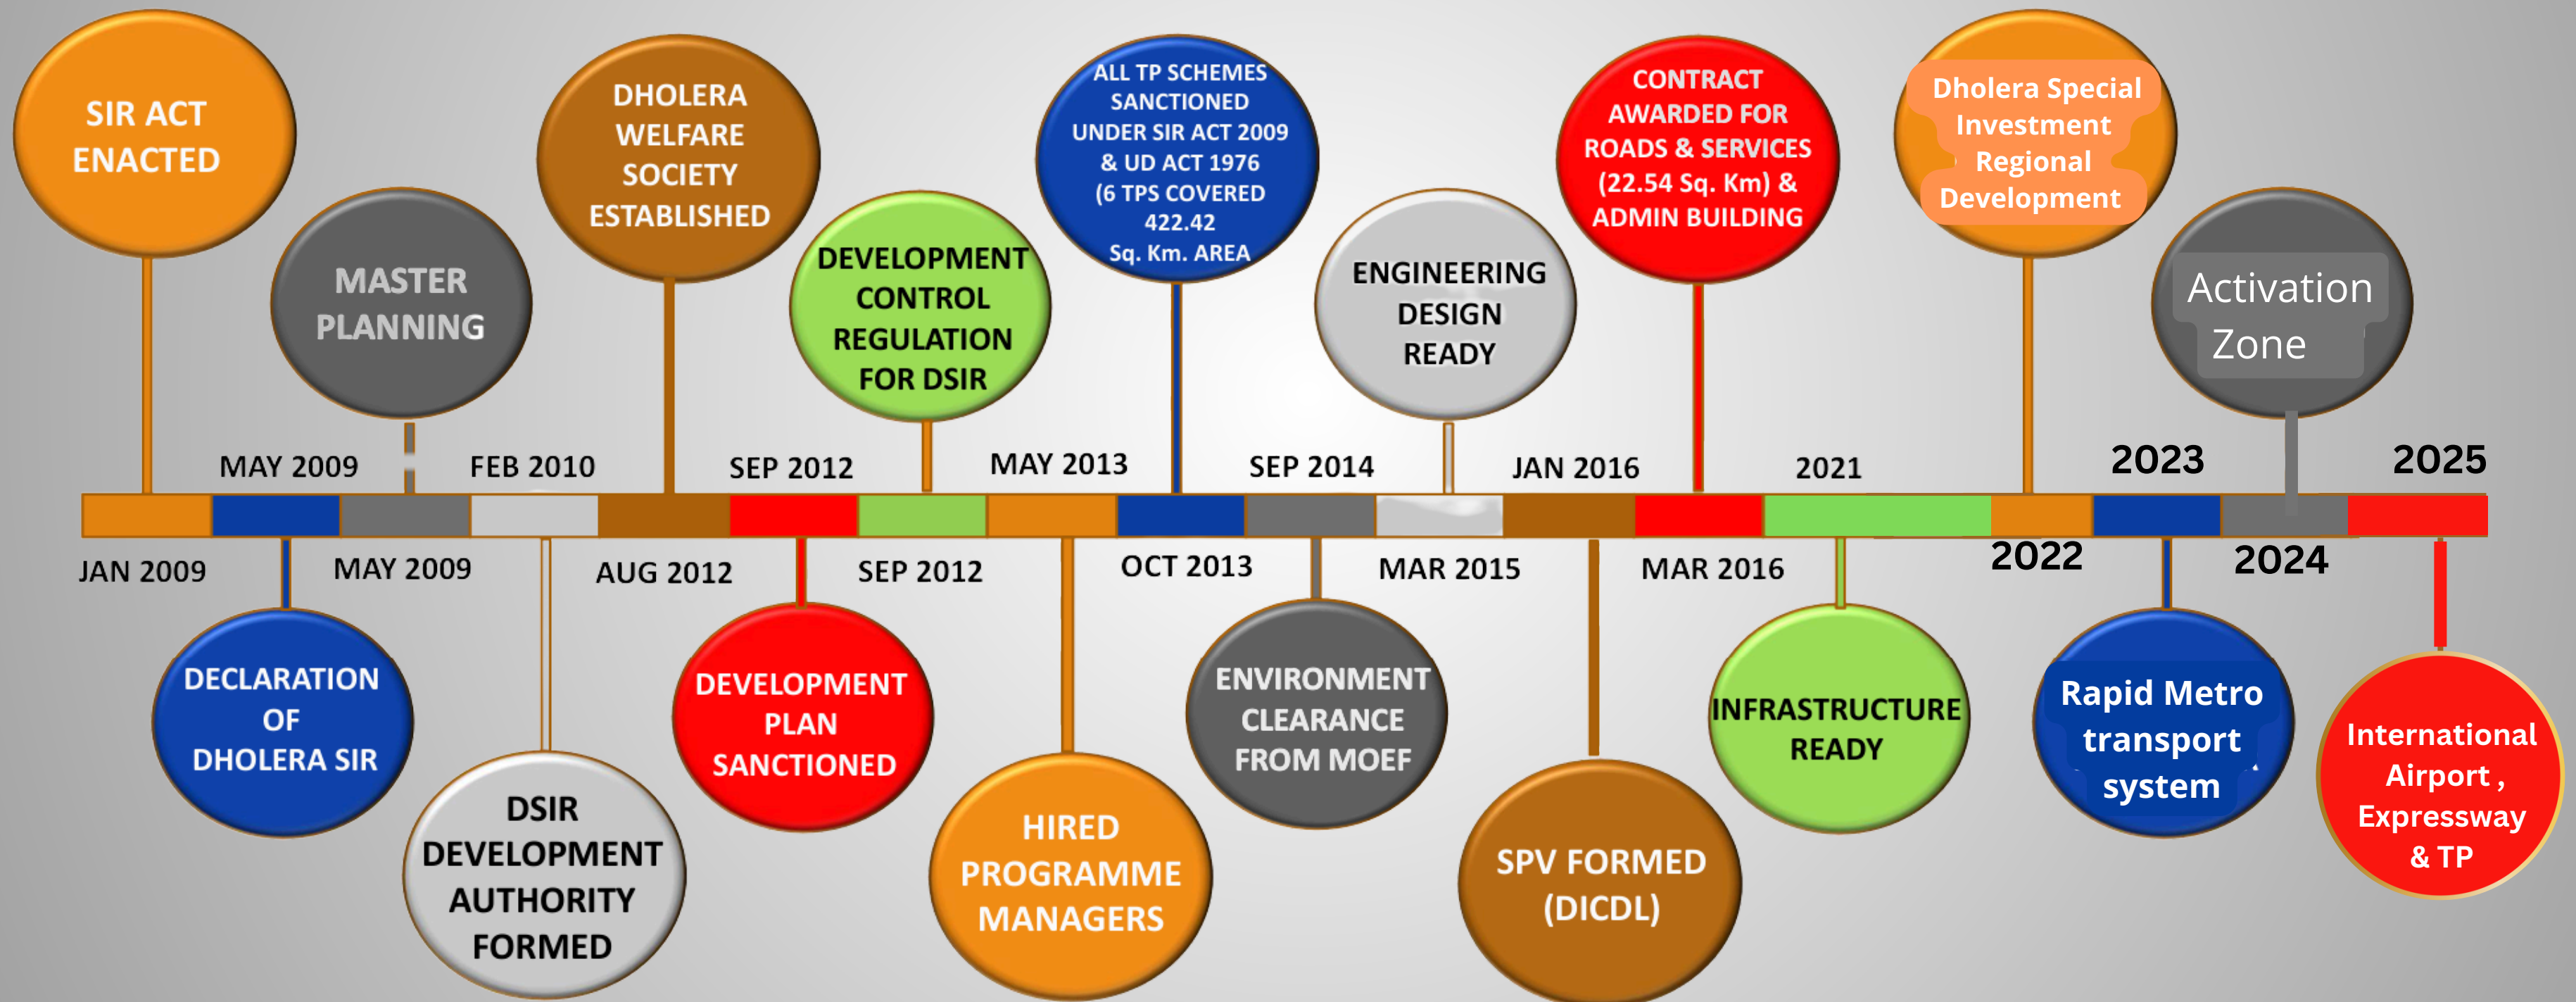 SIR ACT
ENACTED
JAN 2009
MAY 2009
DECLARATION
OF
DHOLERA SIR
MASTER
PLANNING
MAY 2009
FEB 2010
DSIR
DEVELOPMENT
AUTHORITY
FORMED
DHOLERA
WELFARE
SOCIETY
ESTABLISHED
AUG 2012
SEP 2012
DEVELOPMENT
PLAN
SANCTIONED
DEVELOPMENT
CONTROL
REGULATION
FOR DSIR
SEP 2012
MAY 2013
HIRED
PROGRAMME
MANAGERS
ALL TP SCHEMES
SANCTIONED
UNDER SIR ACT 2009
& UD ACT 1976
(6 TPS COVERED
422.42
Sq. Km. AREA
OCT 2013
SEP 2014
ENVIRONMENT
CLEARANCE
FROM MOEF
ENGINEERING
DESIGN
READY
MAR 2015
JAN 2016
SPV FORMED
(DICDL)
CONTRACT
AWARDED FOR
ROADS & SERVICES
(22.54 Sq. Km) &
ADMIN BUILDING
MAR 2016
2021
INFRASTRUCTURE
READY
Dholera Special
Investment
Regional
Development
2022
2023
Rapid Metro
transport
system
Activation
Zone
2024
2025
International
Airport ,
Expressway
& TP